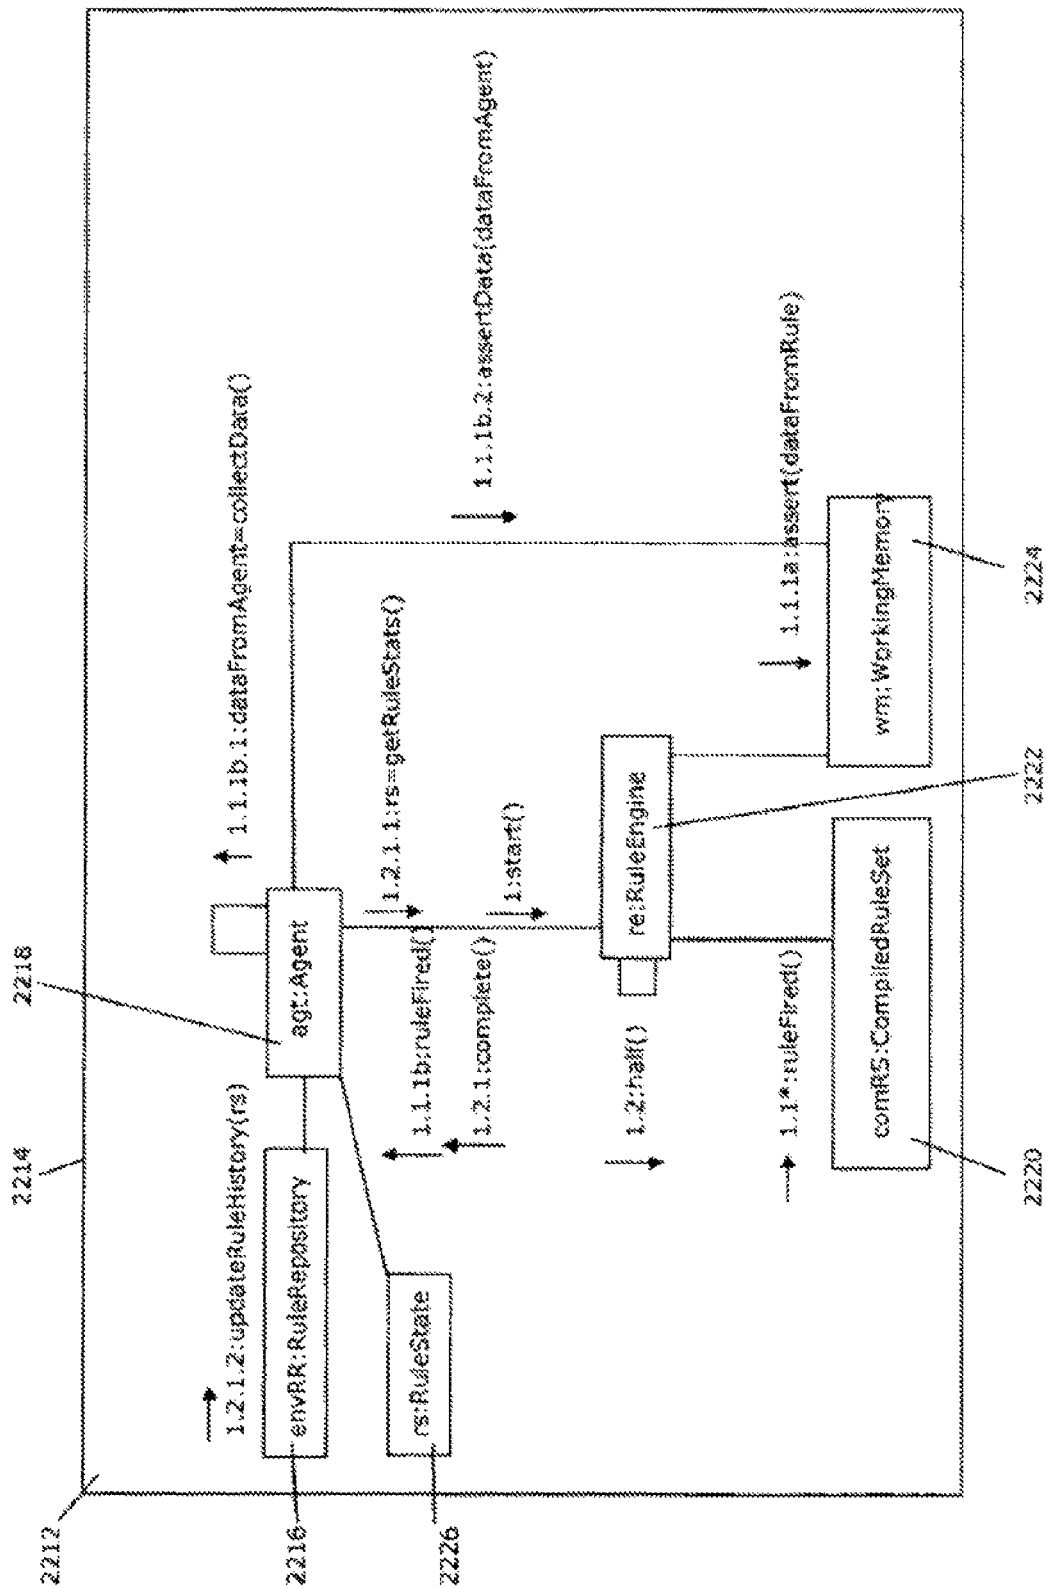 2214
2218
2212
1.2.1.2:updateRuleHistory(rs)
1.1.1b.1:dataFromAgent=collectData()
2216
envRR:RuleRepository
agt:Agent
1.2.1.1:rs=getRuleStats()
2226
rs:RuleState
1.1.1b:ruleFired()
1.2.1:complete()
1.1.1b.2:assertData(dataFromAgent)
1:start()
1.2:half()
re:RuleEngine
1.1*:ruleFired()
1.1.1a:assert(dataFromRule)
comRS:CompiledRuleSet
wm:WorkingMemory
2220
2222
2224